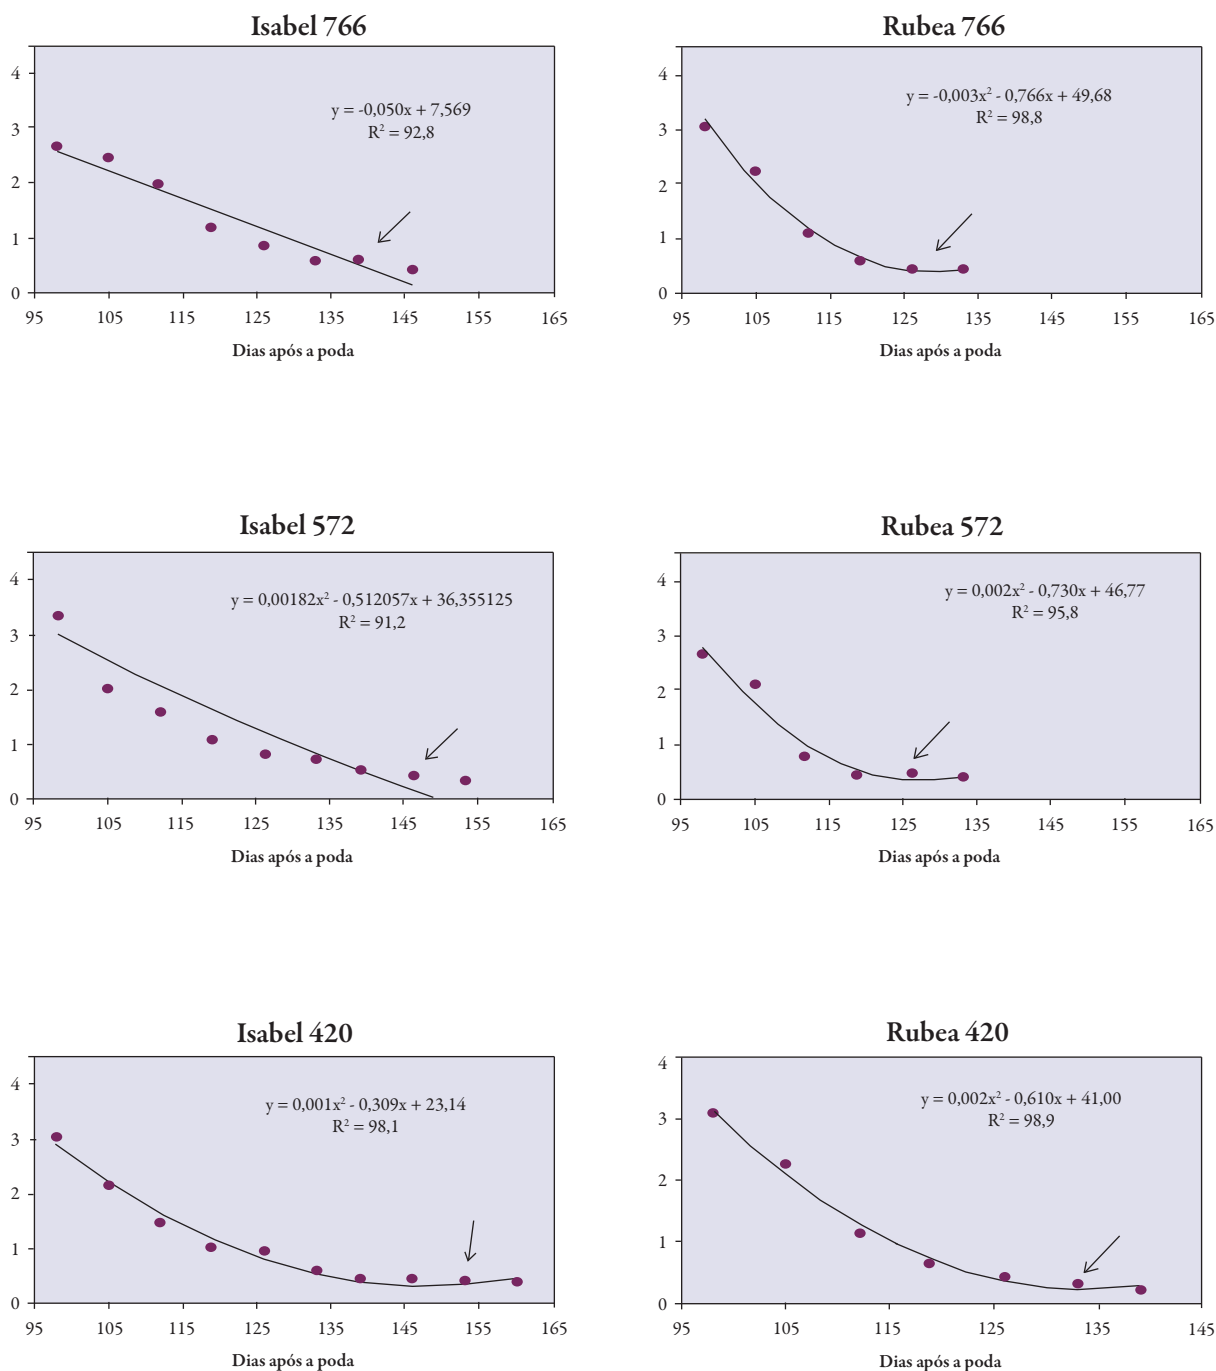 Isabel 766
4
y = -0,050x + 7,569
R² = 92,8
3
2
1
0
95 105 115 125 135 145 155 165
Dias após a poda
Rubea 766
4
y = -0,003x² - 0,766x + 49,68
R² = 98,8
3
2
1
0
95 105 115 125 135 145 155 165
Dias após a poda
Isabel 572
4
y = 0,00182x² - 0,512057x + 36,355125
R² = 91,2
3
2
1
0
95 105 115 125 135 145 155 165
Dias após a poda
Rubea 572
4
y = 0,002x² - 0,730x + 46,77
R² = 95,8
3
2
1
0
95 105 115 125 135 145 155 165
Dias após a poda
Isabel 420
4
y = 0,001x² - 0,309x + 23,14
R² = 98,1
3
2
1
0
95 105 115 125 135 145 155 165
Dias após a poda
Rubea 420
4
y = 0,002x² - 0,610x + 41,00
R² = 98,9
3
2
1
0
95 105 115 125 135 145
Dias após a poda